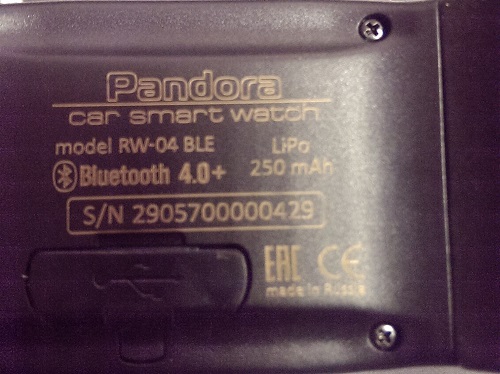 Pandora
car smart watch
model RW-04 BLE
LiPo
Bluetooth 4.0+
250 mAh
S/N 2905700000429
EAC CE
made in Russia